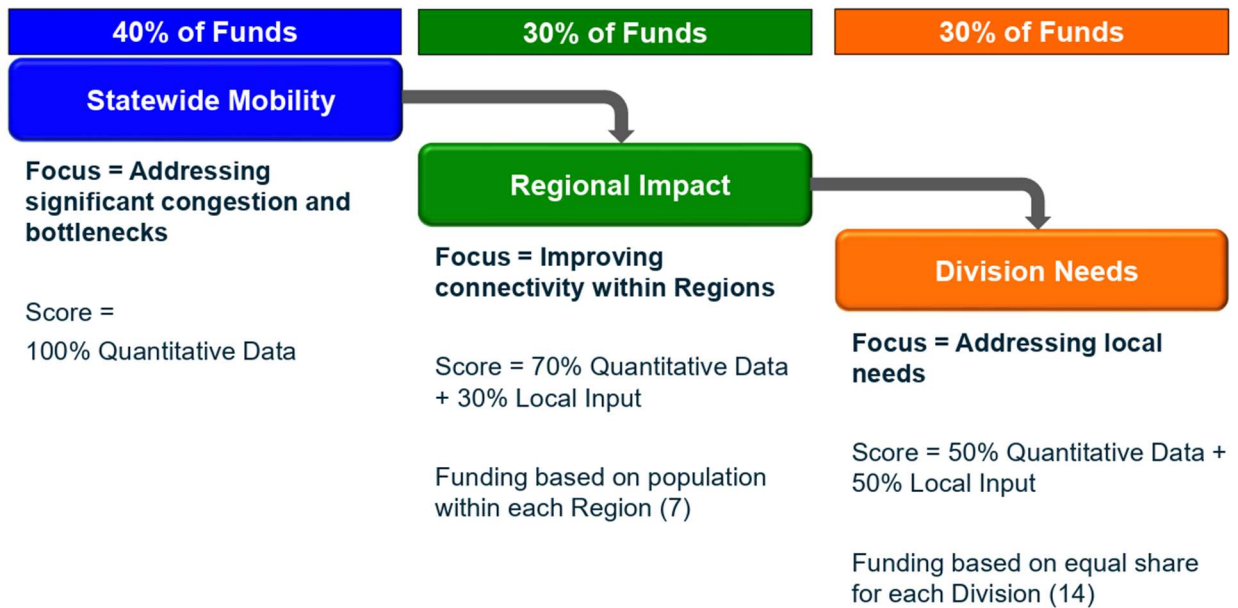 40% of Funds
Statewide Mobility
Focus = Addressing
significant congestion and
bottlenecks
Score =
100% Quantitative Data
30% of Funds
Regional Impact
Focus = Improving
connectivity within Regions
Score = 70% Quantitative Data
+ 30% Local Input
Funding based on population
within each Region (7)
30% of Funds
Division Needs
Focus = Addressing local
needs
Score = 50% Quantitative Data +
50% Local Input
Funding based on equal share
for each Division (14)